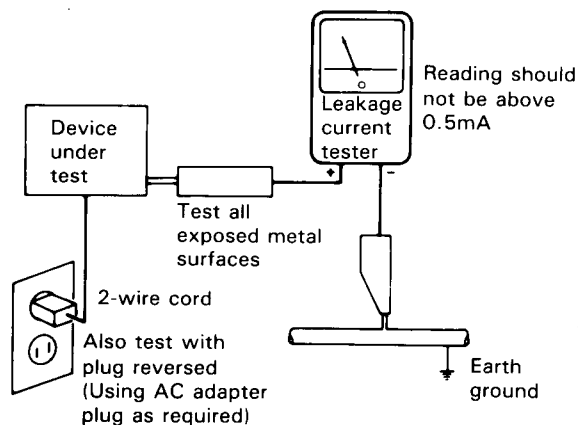 Device
under
test
Leakage
current
tester
+ -
Reading should
not be above
0.5mA
Test all
exposed metal
surfaces
2-wire cord
Also test with
plug reversed
(Using AC adapter
plug as required)
Earth
ground